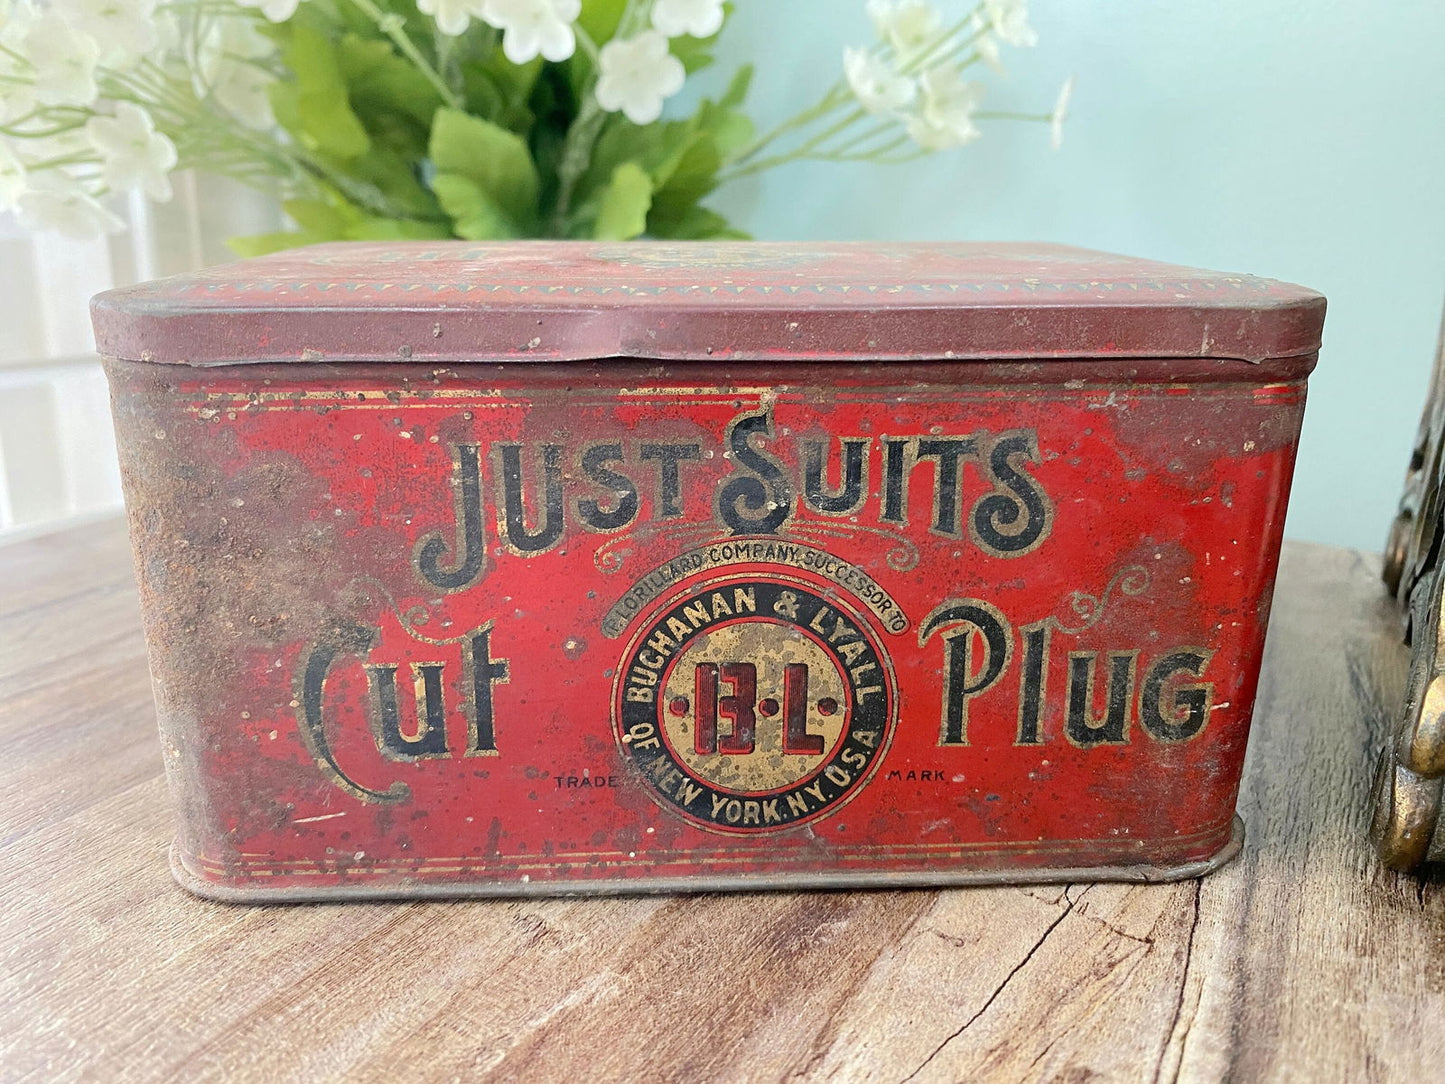 JUST SUITS
Cut Plug
P. LORILLARD COMPANY, SUCCESSOR TO
BUCHANAN & LYALL
OF NEW YORK, N.Y. U.S.A.
B·L
TRADE MARK